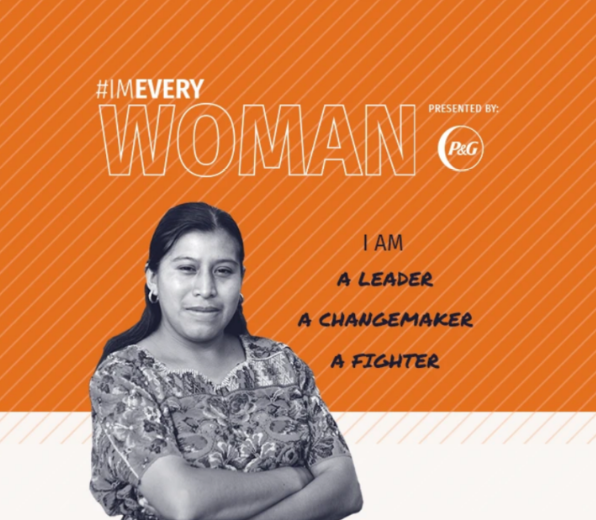 #IMEVERY
WOMAN
PRESENTED BY:
P&G
I AM
A LEADER
A CHANGEMAKER
A FIGHTER